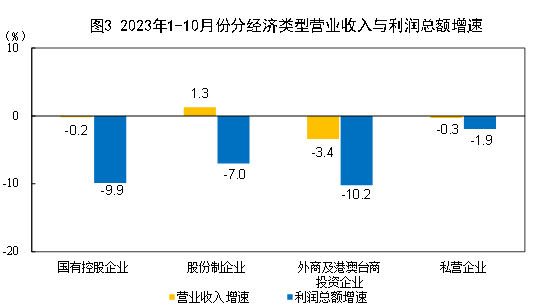 图3 2023年1-10月份分经济类型营业收入与利润总额增速
(%)
10
0
-10
-20
-0.2
-9.9
1.3
-7.0
-3.4
-10.2
-0.3
-1.9
国有控股企业
股份制企业
外商及港澳台商
投资企业
私营企业
营业收入增速
利润总额增速